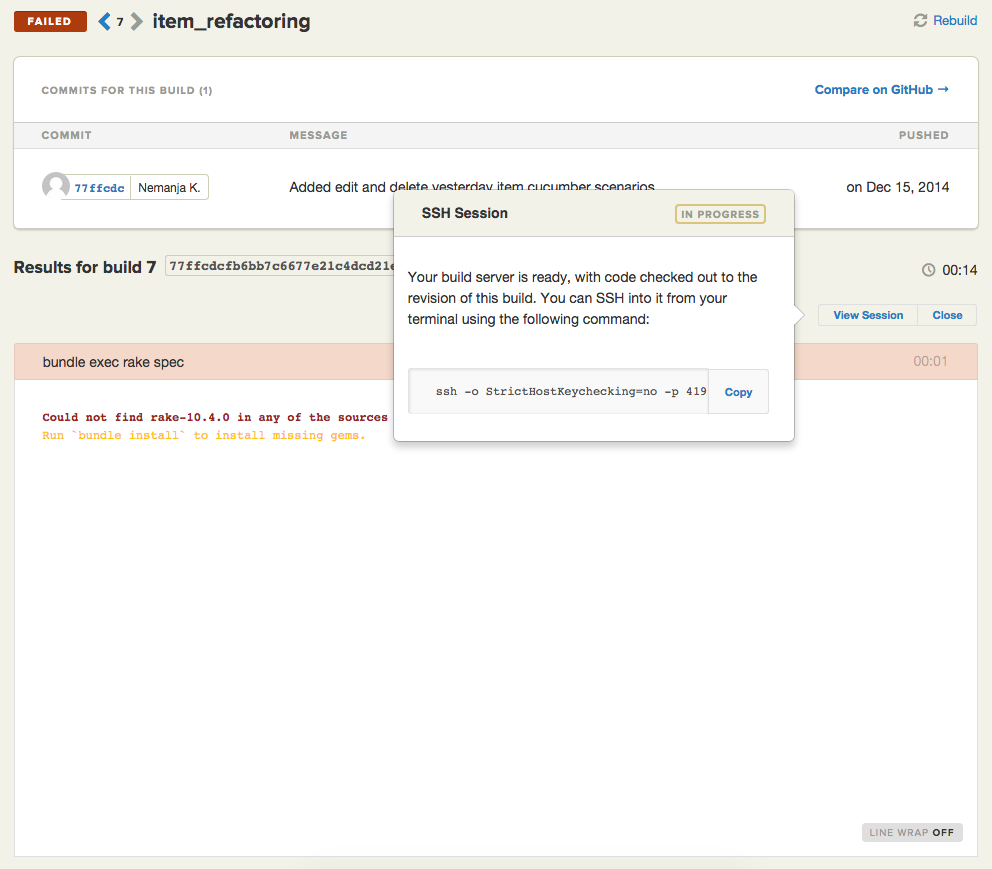 FAILED 7 item_refactoring Rebuild
COMMITS FOR THIS BUILD (1) Compare on GitHub →
COMMIT MESSAGE PUSHED
77ffcdc Nemanja K. Added edit and delete yesterday item cucumber scenarios on Dec 15, 2014
SSH Session IN PROGRESS
Results for build 7 77ffcdcfb6bb7c6677e21c4dcd21e 00:14
Your build server is ready, with code checked out to the
revision of this build. You can SSH into it from your
terminal using the following command:
View Session Close
bundle exec rake spec 00:01
ssh -o StrictHostKeychecking=no -p 419 Copy
Could not find rake-10.4.0 in any of the sources
Run `bundle install` to install missing gems.
LINE WRAP OFF